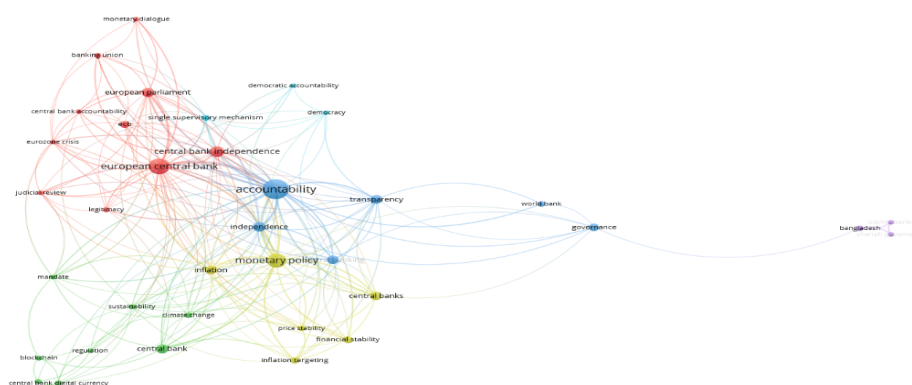 monetary dialogue
banking union
european parliament
democratic accountability
central bank accountability
democracy
single supervisory mechanism
ecb
eurozone crisis
central bank independence
european central bank
accountability
judicial review
transparency
world bank
legitimacy
independence
governance
bangladesh
monetary policy
inflation
mandate
central banks
sustainability
climate change
price stability
financial stability
central bank
regulation
blockchain
inflation targeting
central bank digital currency